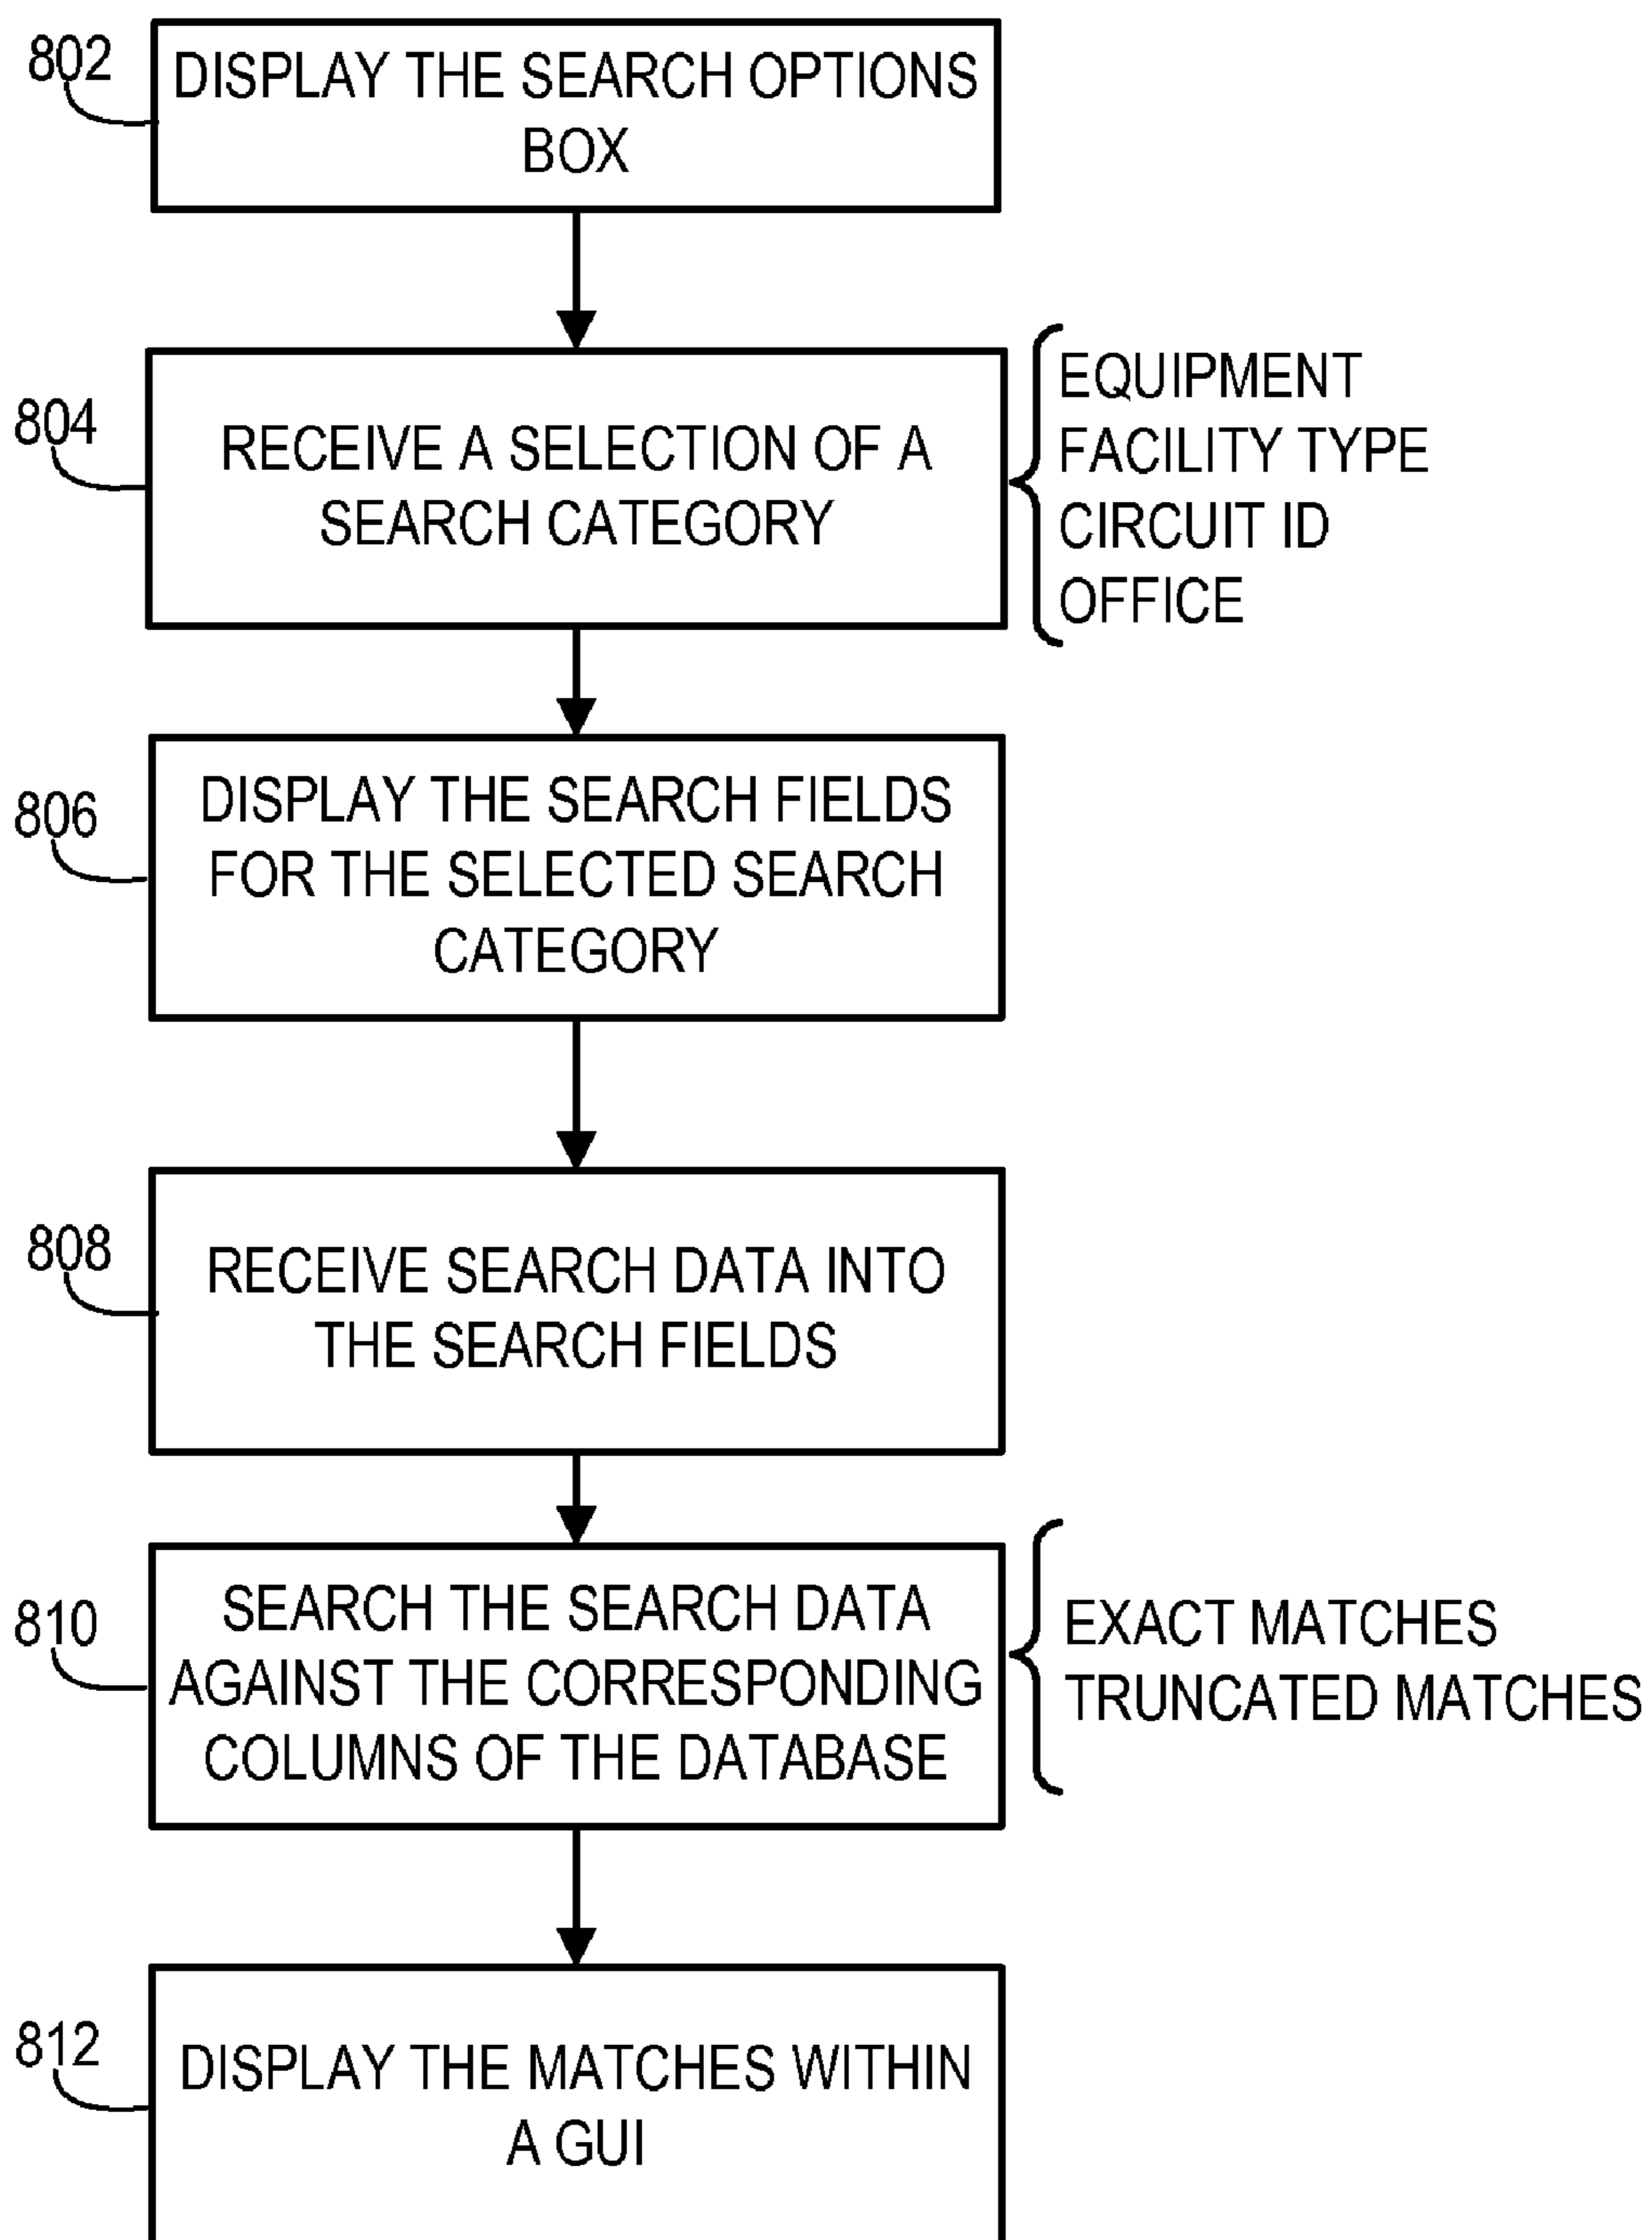 802
DISPLAY THE SEARCH OPTIONS
BOX
804
RECEIVE A SELECTION OF A
SEARCH CATEGORY
EQUIPMENT
FACILITY TYPE
CIRCUIT ID
OFFICE
806
DISPLAY THE SEARCH FIELDS
FOR THE SELECTED SEARCH
CATEGORY
808
RECEIVE SEARCH DATA INTO
THE SEARCH FIELDS
810
SEARCH THE SEARCH DATA
AGAINST THE CORRESPONDING
COLUMNS OF THE DATABASE
EXACT MATCHES
TRUNCATED MATCHES
812
DISPLAY THE MATCHES WITHIN
A GUI